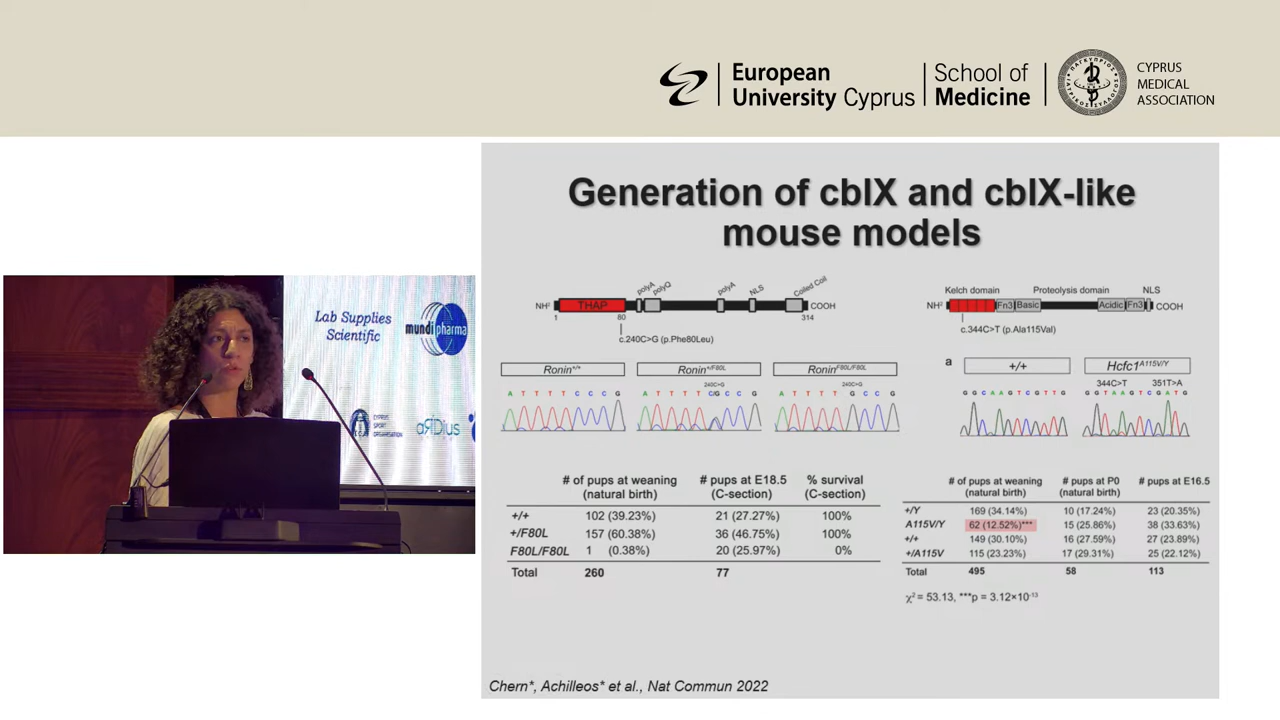 European
University Cyprus
School of
Medicine
CYPRUS
MEDICAL
ASSOCIATION
Generation of cblX and cblX-like
mouse models
polyA
polyQ
polyA
NLS
Coiled Coil
NH²
THAP
COOH
1
80
314
c.240C>G (p.Phe80Leu)
Kelch domain
Proteolysis domain
NLS
NH²
Fn3
Basic
Acidic
Fn3
COOH
c.344C>T (p.Ala115Val)
Ronin+/+
Ronin+/F80L
RoninF80L/F80L
240C>G
240C>G
A T T T T C C C G
A T T T T C/G C C G
A T T T T G C C G
a
+/+
Hcfc1A115V/Y
344C>T 351T>A
G G C A A G T C G T T G
G G T A A G T C G A T G
# of pups at weaning (natural birth) # pups at E18.5 (C-section) % survival (C-section)
+/+ 102 (39.23%) 21 (27.27%) 100%
+/F80L 157 (60.38%) 36 (46.75%) 100%
F80L/F80L 1 (0.38%) 20 (25.97%) 0%
Total 260 77
# of pups at weaning (natural birth) # pups at P0 (natural birth) # pups at E16.5
+/Y 169 (34.14%) 10 (17.24%) 23 (20.35%)
A115V/Y 62 (12.52%)*** 15 (25.86%) 38 (33.63%)
+/+ 149 (30.10%) 16 (27.59%) 27 (23.89%)
+/A115V 115 (23.23%) 17 (29.31%) 25 (22.12%)
Total 495 58 113
χ² = 53.13, ***p = 3.12×10⁻¹³
Chern*, Achilleos* et al., Nat Commun 2022
Lab Supplies
Scientific
mundipharma
CYPRUS
SPORT
ORGANISATION